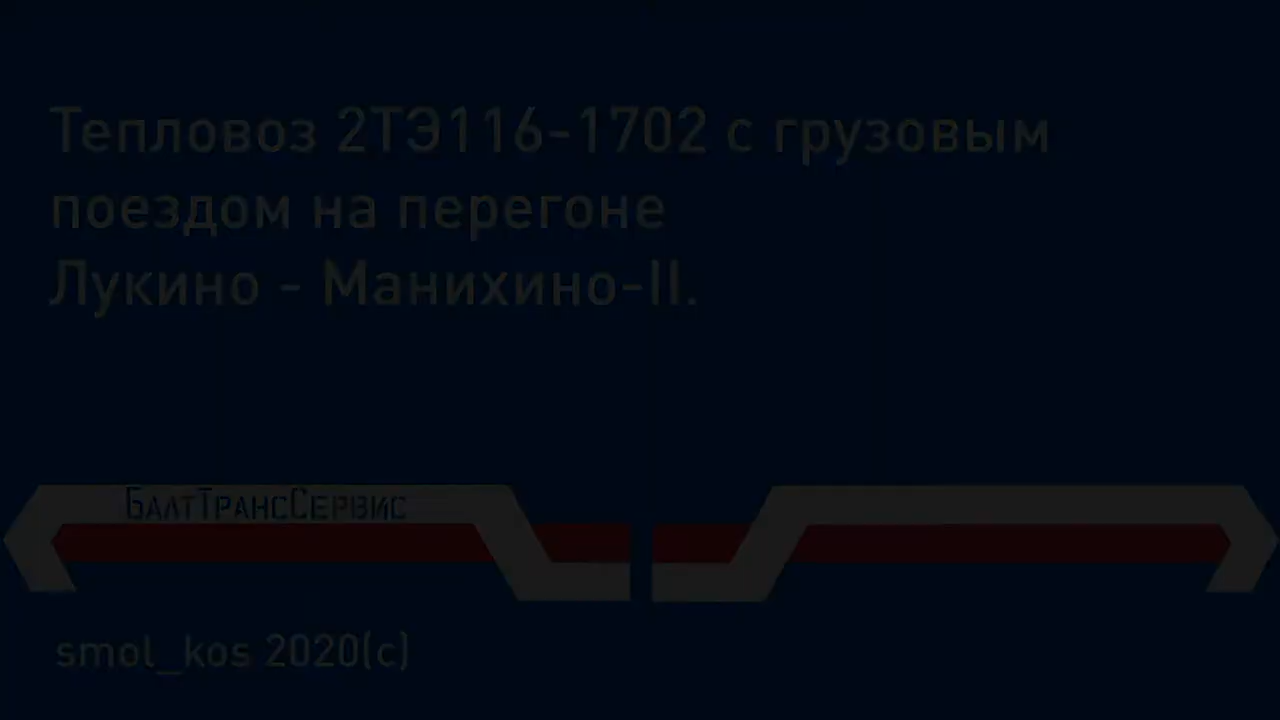 Тепловоз 2ТЭ116-1702 с грузовым
поездом на перегоне
Лукино - Манихино-II.
БАЛТТРАНССЕРВИС
smol_kos 2020(c)